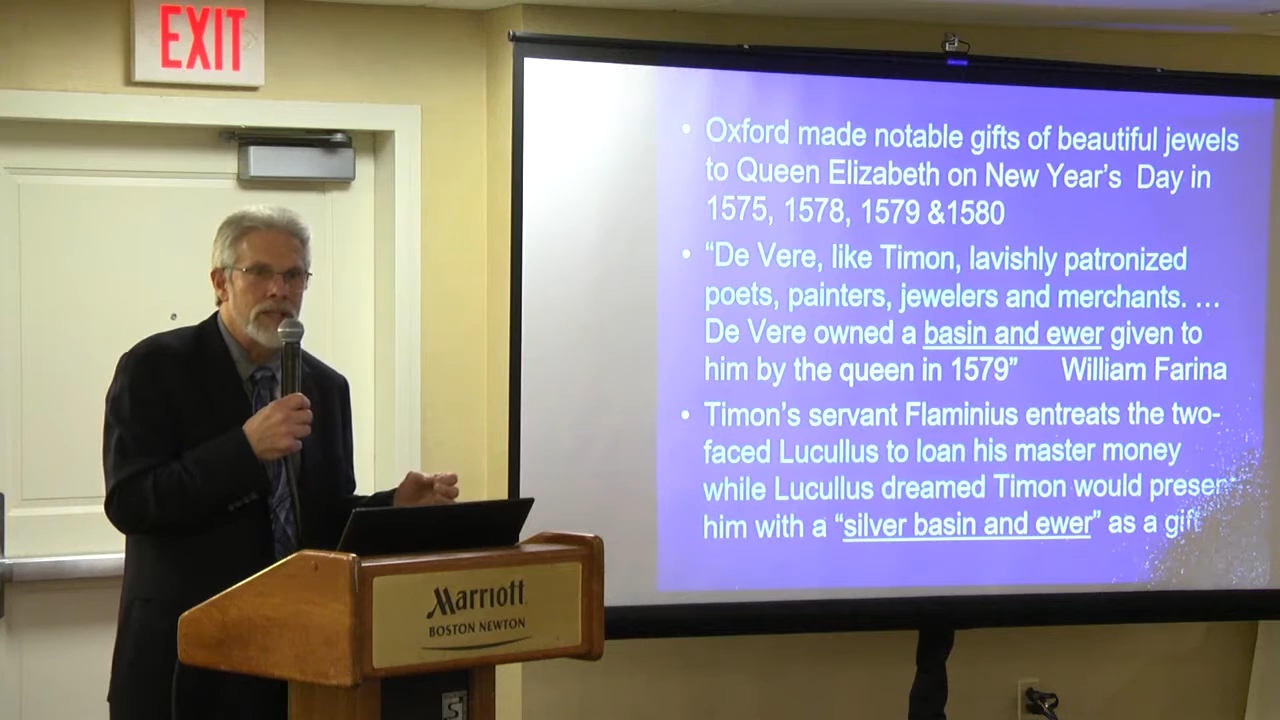 EXIT
• Oxford made notable gifts of beautiful jewels
to Queen Elizabeth on New Year's Day in
1575, 1578, 1579 &1580
• “De Vere, like Timon, lavishly patronized
poets, painters, jewelers and merchants. …
De Vere owned a basin and ewer given to
him by the queen in 1579” William Farina
• Timon's servant Flaminius entreats the two-
faced Lucullus to loan his master money
while Lucullus dreamed Timon would present
him with a “silver basin and ewer” as a gift
Marriott
BOSTON NEWTON